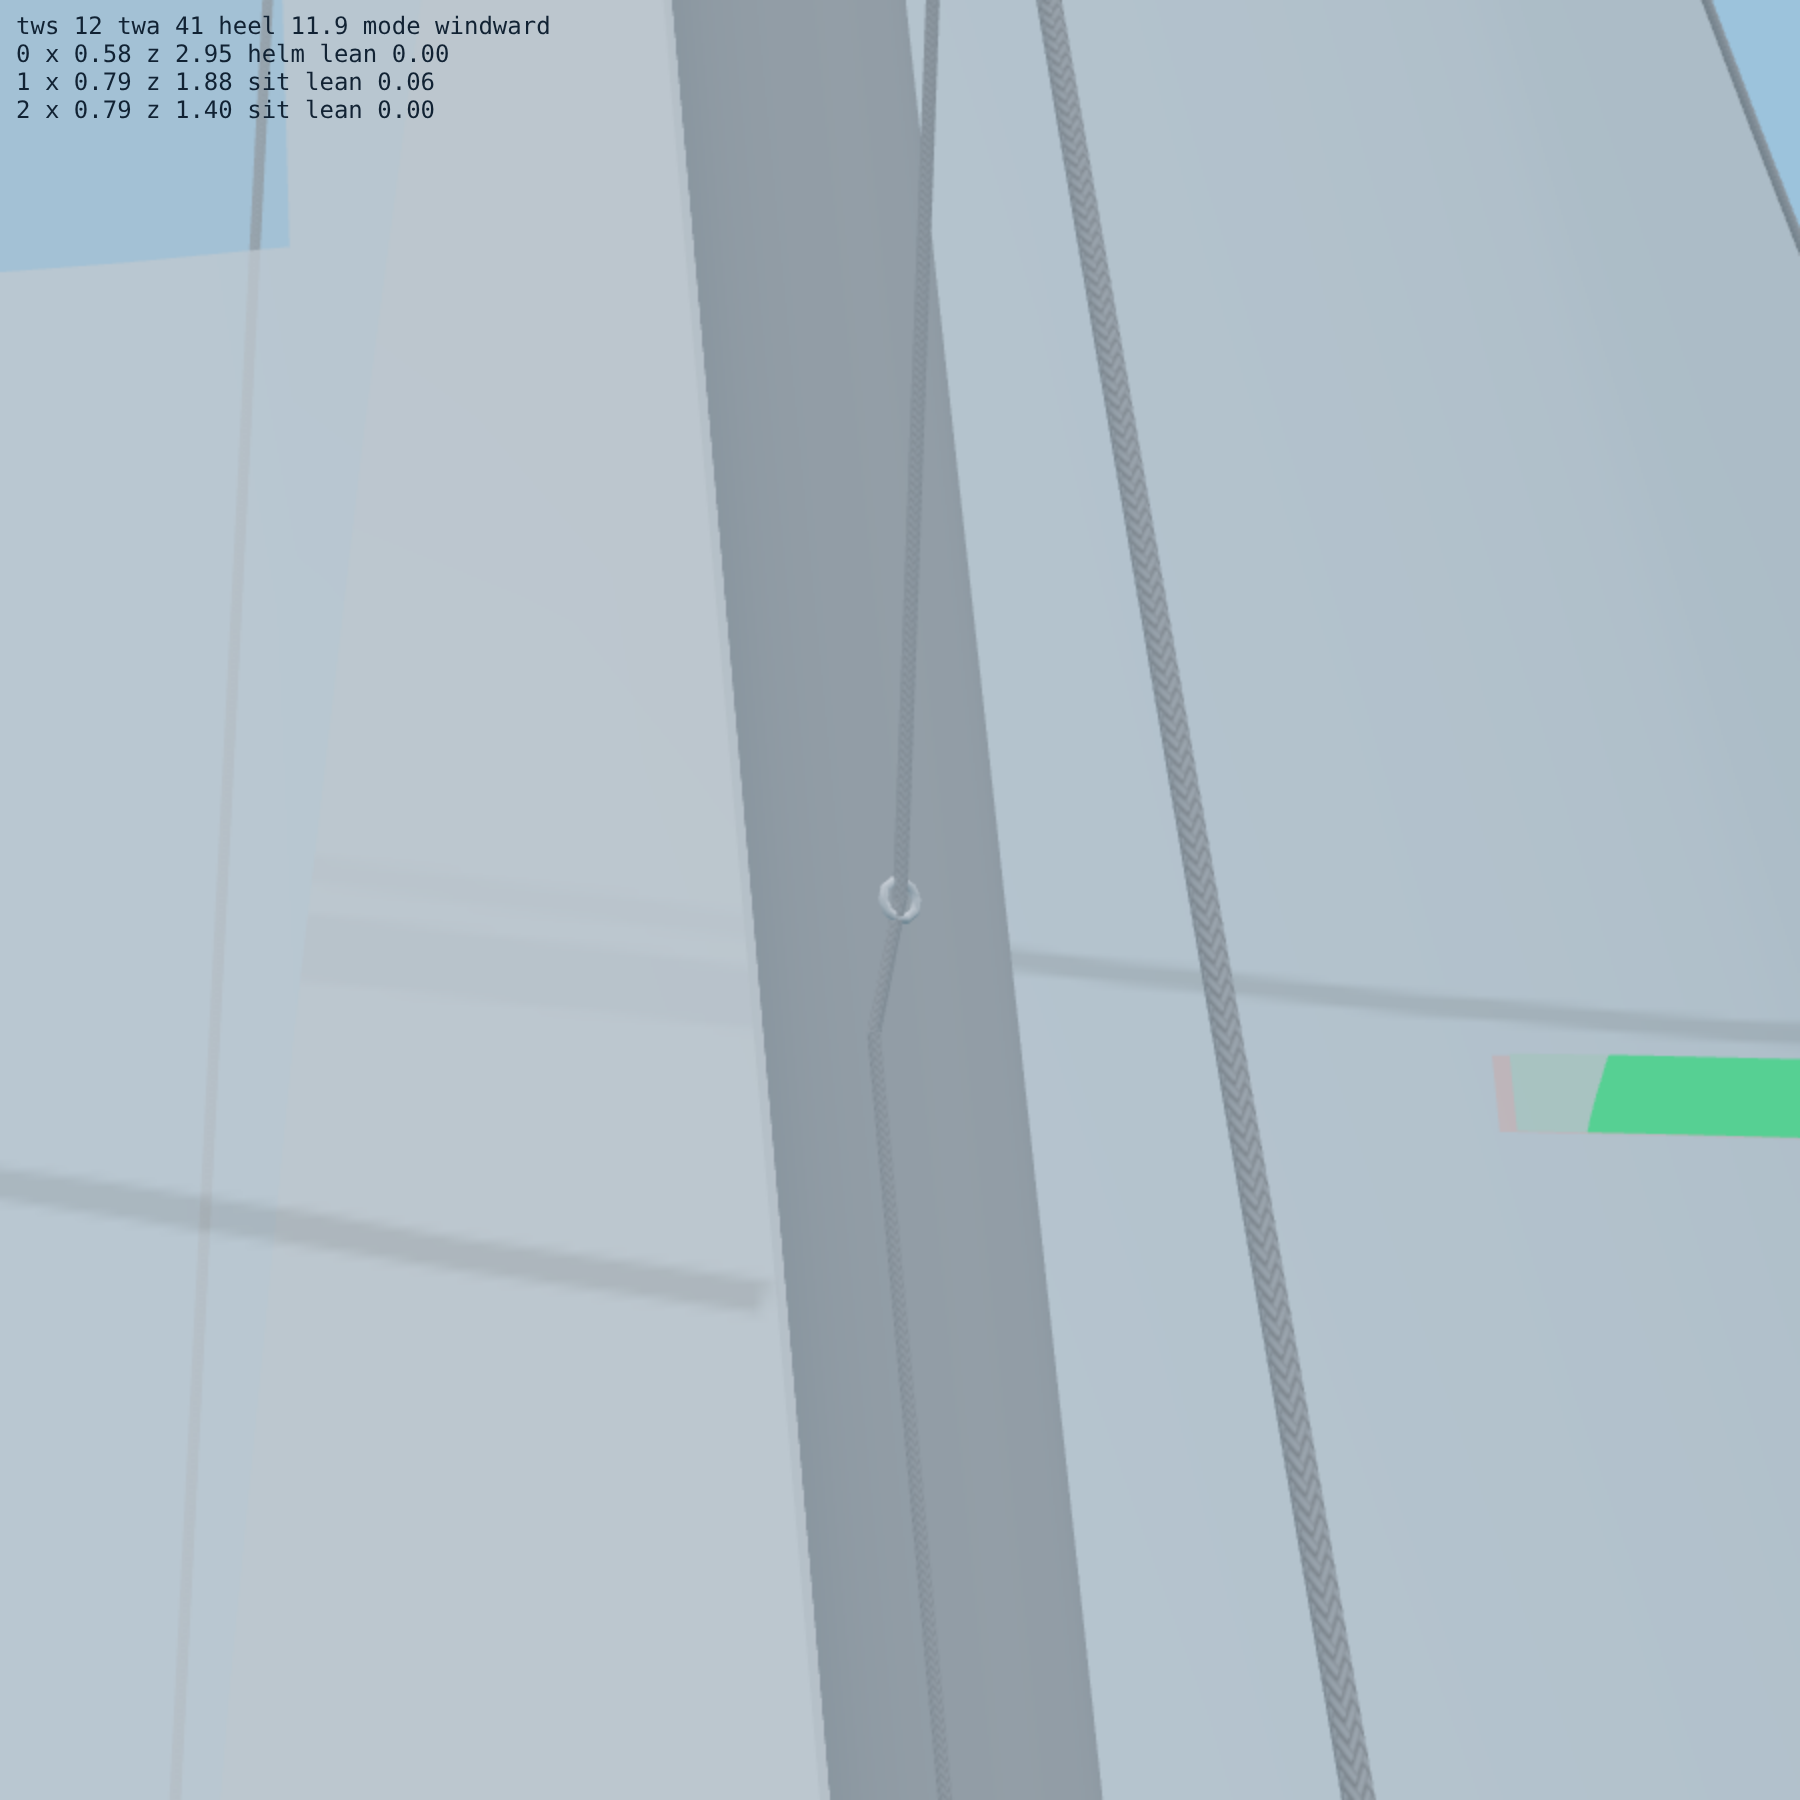 tws 12 twa 41 heel 11.9 mode windward
0 x 0.58 z 2.95 helm lean 0.00
1 x 0.79 z 1.88 sit lean 0.06
2 x 0.79 z 1.40 sit lean 0.00